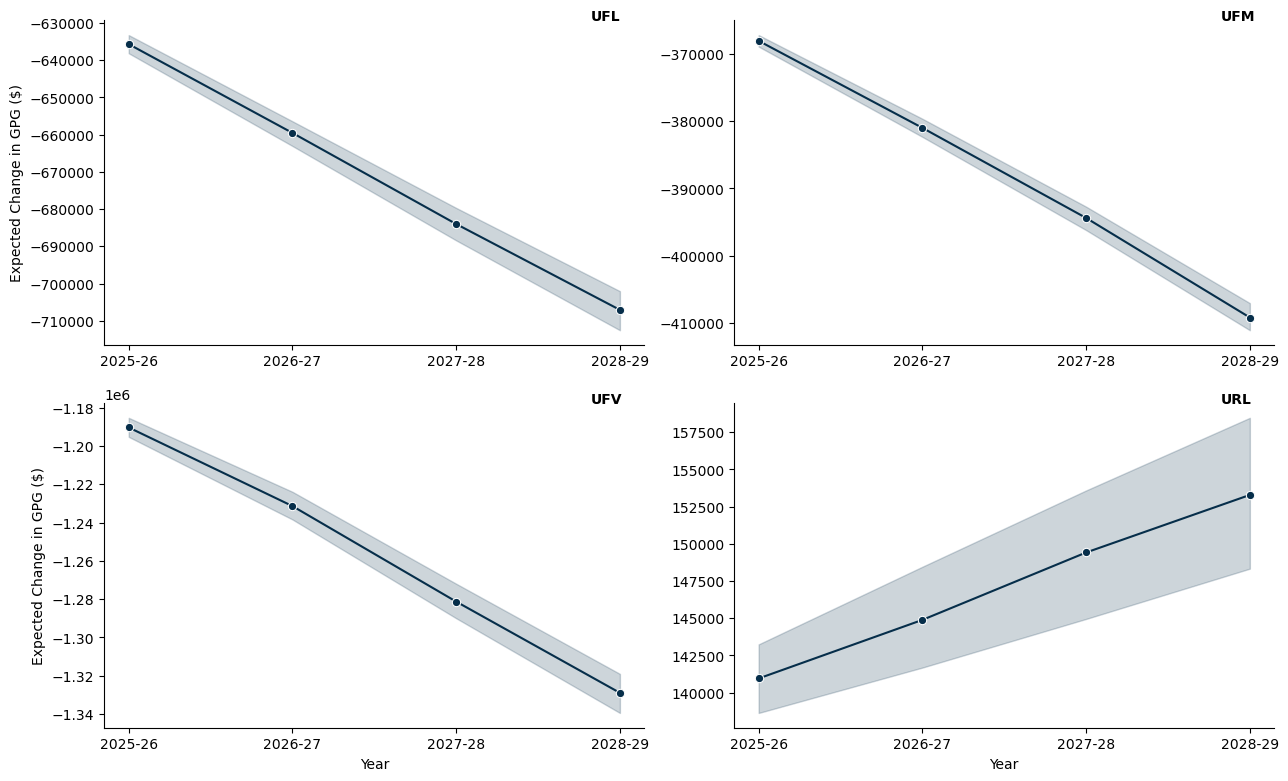 UFL
Expected Change in GPG ($)
−630000
−640000
−650000
−660000
−670000
−680000
−690000
−700000
−710000
2025-26 2026-27 2027-28 2028-29
UFM
−370000
−380000
−390000
−400000
−410000
2025-26 2026-27 2027-28 2028-29
UFV
1e6
Expected Change in GPG ($)
−1.18
−1.20
−1.22
−1.24
−1.26
−1.28
−1.30
−1.32
−1.34
2025-26 2026-27 2027-28 2028-29
Year
URL
157500
155000
152500
150000
147500
145000
142500
140000
2025-26 2026-27 2027-28 2028-29
Year